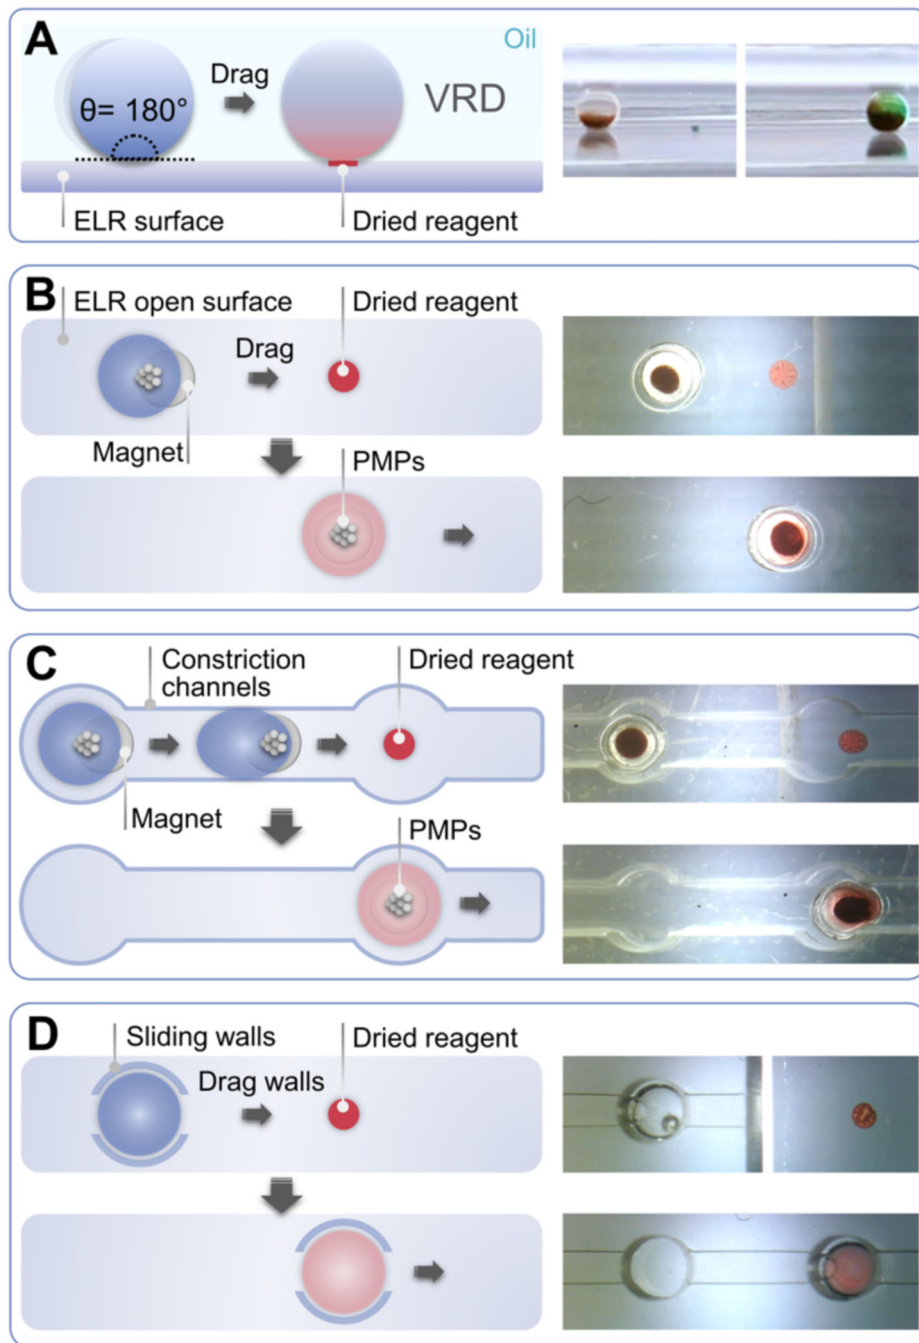 A
Oil
Drag
θ= 180°
VRD
ELR surface
Dried reagent
B
ELR open surface
Dried reagent
Drag
Magnet
PMPs
C
Constriction
channels
Dried reagent
Magnet
PMPs
D
Sliding walls
Dried reagent
Drag walls